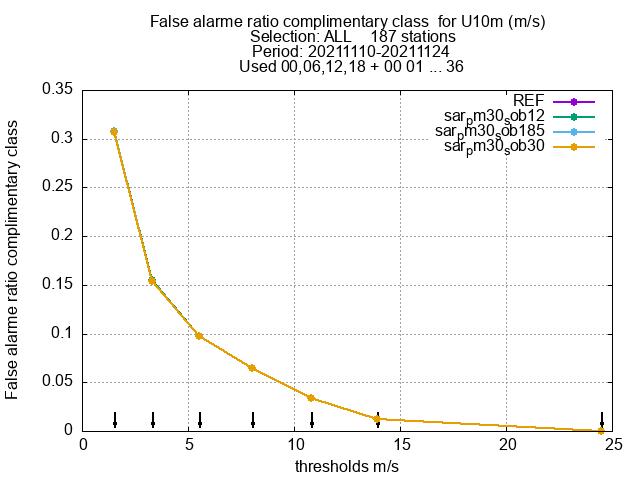 False alarme ratio complimentary class  for U10m (m/s)
Selection: ALL    187 stations
Period: 20211110-20211124
Used 00,06,12,18 + 00 01 ... 36
REF
sar_pm30_sob12
sar_pm30_sob185
sar_pm30_sob30
0.35
0.3
0.25
0.2
0.15
0.1
0.05
0
False alarme ratio complimentary class
0 5 10 15 20 25
thresholds m/s